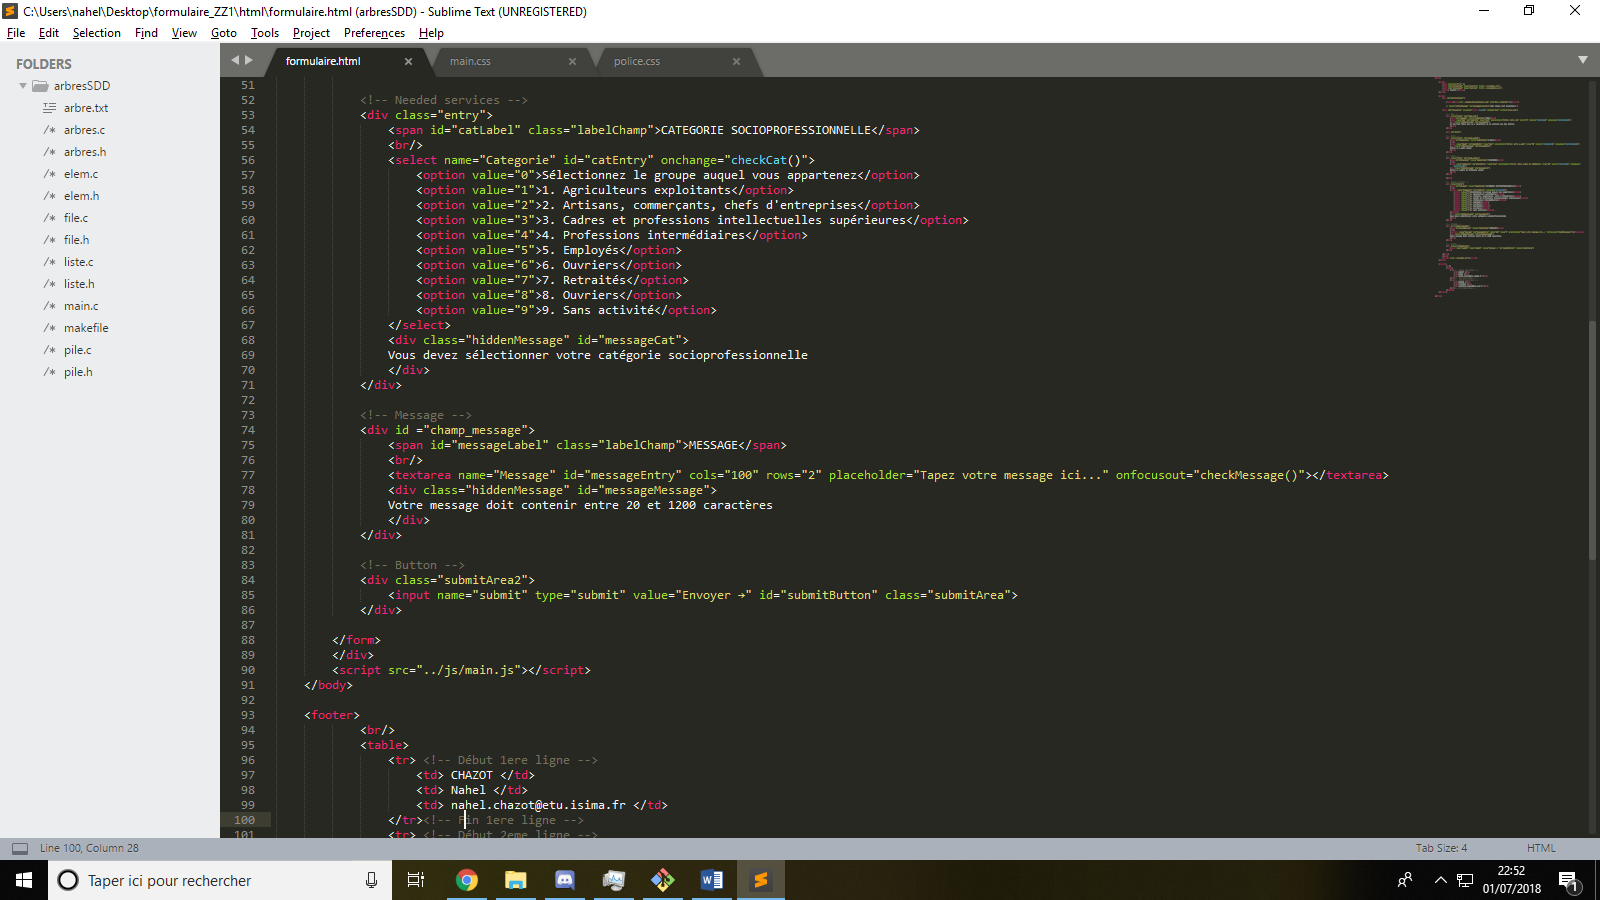 C:\Users\nahel\Desktop\formulaire_ZZ1\html\formulaire.html (arbresSDD) - Sublime Text (UNREGISTERED)
File Edit Selection Find View Goto Tools Project Preferences Help
FOLDERS
arbresSDD
arbre.txt
arbres.c
arbres.h
elem.c
elem.h
file.c
file.h
liste.c
liste.h
main.c
makefile
pile.c
pile.h
formulaire.html main.css police.css
51
52 <!-- Needed services -->
53 <div class="entry">
54 <span id="catLabel" class="labelChamp">CATEGORIE SOCIOPROFESSIONNELLE</span>
55 <br/>
56 <select name="Categorie" id="catEntry" onchange="checkCat()">
57 <option value="0">Sélectionnez le groupe auquel vous appartenez</option>
58 <option value="1">1. Agriculteurs exploitants</option>
59 <option value="2">2. Artisans, commerçants, chefs d'entreprises</option>
60 <option value="3">3. Cadres et professions intellectuelles supérieures</option>
61 <option value="4">4. Professions intermédiaires</option>
62 <option value="5">5. Employés</option>
63 <option value="6">6. Ouvriers</option>
64 <option value="7">7. Retraités</option>
65 <option value="8">8. Ouvriers</option>
66 <option value="9">9. Sans activité</option>
67 </select>
68 <div class="hiddenMessage" id="messageCat">
69 Vous devez sélectionner votre catégorie socioprofessionnelle
70 </div>
71 </div>
72
73 <!-- Message -->
74 <div id ="champ_message">
75 <span id="messageLabel" class="labelChamp">MESSAGE</span>
76 <br/>
77 <textarea name="Message" id="messageEntry" cols="100" rows="2" placeholder="Tapez votre message ici..." onfocusout="checkMessage()"></textarea>
78 <div class="hiddenMessage" id="messageMessage">
79 Votre message doit contenir entre 20 et 1200 caractères
80 </div>
81 </div>
82
83 <!-- Button -->
84 <div class="submitArea2">
85 <input name="submit" type="submit" value="Envoyer →" id="submitButton" class="submitArea">
86 </div>
87
88 </form>
89 </div>
90 <script src="../js/main.js"></script>
91 </body>
92
93 <footer>
94 <br/>
95 <table>
96 <tr> <!-- Début 1ere ligne -->
97 <td> CHAZOT </td>
98 <td> Nahel </td>
99 <td> nahel.chazot@etu.isima.fr </td>
100 </tr><!-- Fin 1ere ligne -->
101 <tr> <!-- Début 2eme ligne -->
Line 100, Column 28 Tab Size: 4 HTML
Taper ici pour rechercher
22:52
01/07/2018
1